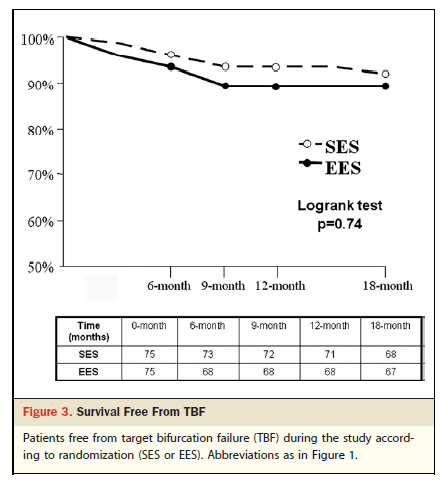 100%
90%
80%
70%
60%
50%
SES
EES
Logrank test
p=0.74
6-month 9-month 12-month 18-month
Time (months) 0-month 6-month 9-month 12-month 18-month
SES 75 73 72 71 68
EES 75 68 68 68 67
Figure 3. Survival Free From TBF
Patients free from target bifurcation failure (TBF) during the study accord-
ing to randomization (SES or EES). Abbreviations as in Figure 1.